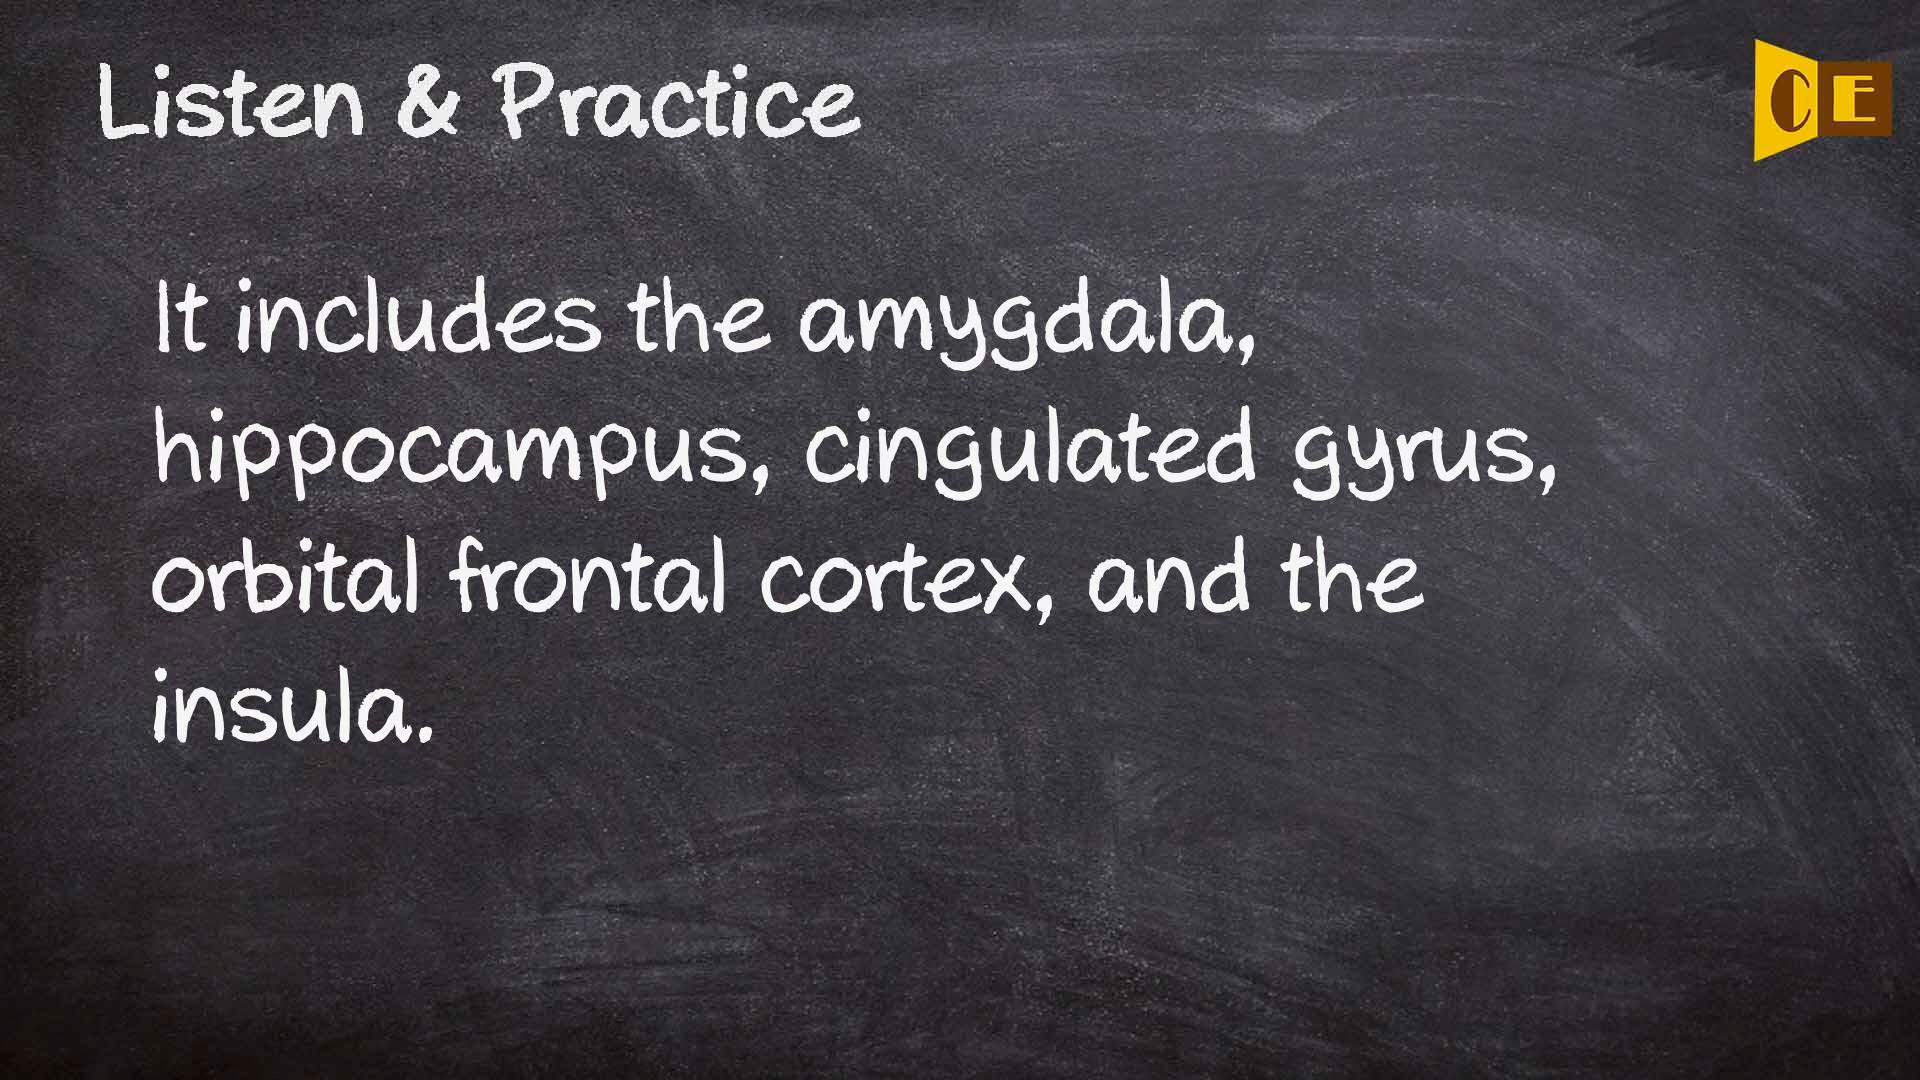 Listen & Practice
CE
It includes the amygdala,
hippocampus, cingulated gyrus,
orbital frontal cortex, and the
insula.